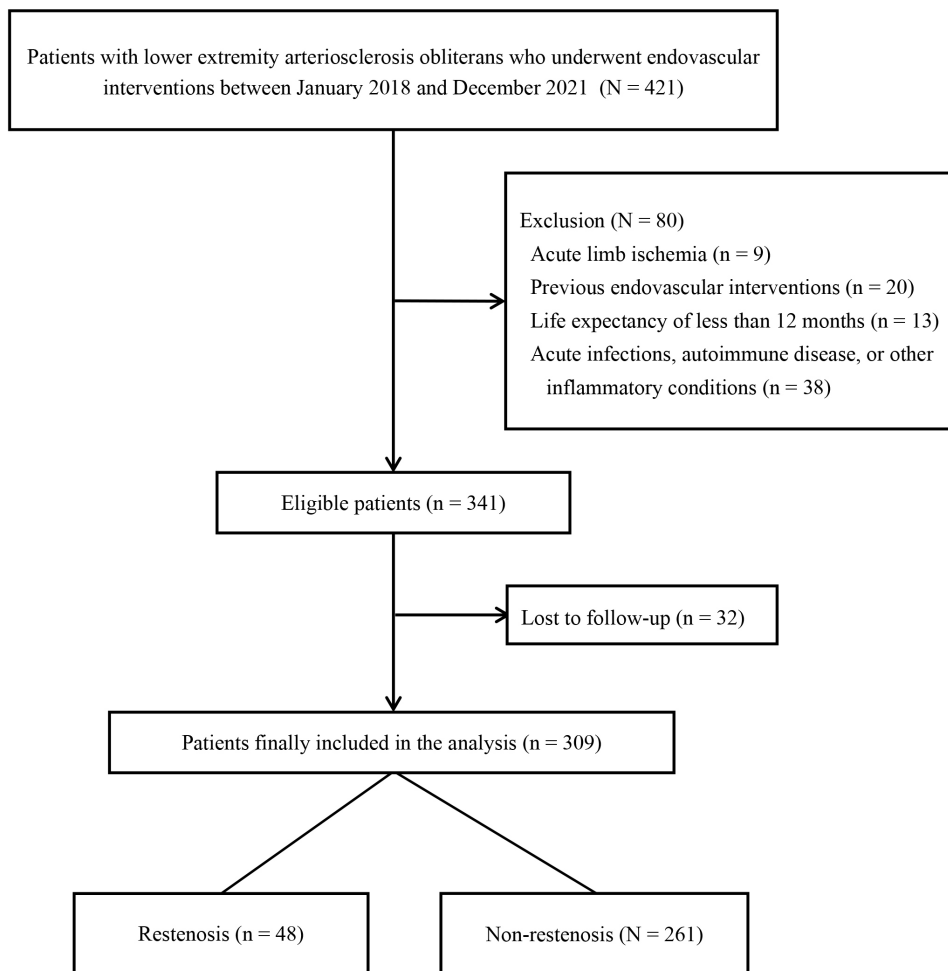 Patients with lower extremity arteriosclerosis obliterans who underwent endovascular
interventions between January 2018 and December 2021 (N = 421)
Exclusion (N = 80)
Acute limb ischemia (n = 9)
Previous endovascular interventions (n = 20)
Life expectancy of less than 12 months (n = 13)
Acute infections, autoimmune disease, or other
inflammatory conditions (n = 38)
Eligible patients (n = 341)
Lost to follow-up (n = 32)
Patients finally included in the analysis (n = 309)
Restenosis (n = 48)
Non-restenosis (N = 261)